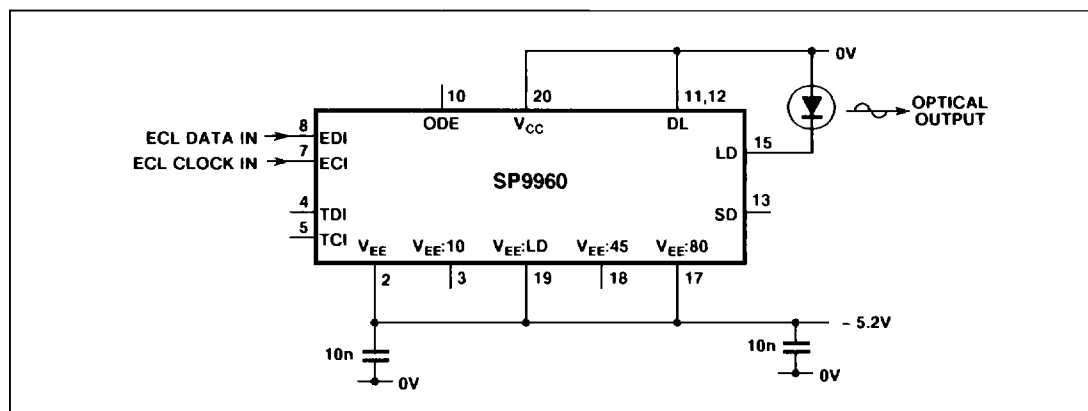 0V
10
20
11,12
ODE
VCC
DL
OPTICAL
OUTPUT
ECL DATA IN
8
EDI
ECL CLOCK IN
7
ECI
15
LD
SP9960
4
TDI
13
SD
5
TCI
VEE
VEE:10
VEE:LD
VEE:45
VEE:80
2
3
19
18
17
- 5.2V
10n
10n
0V
0V